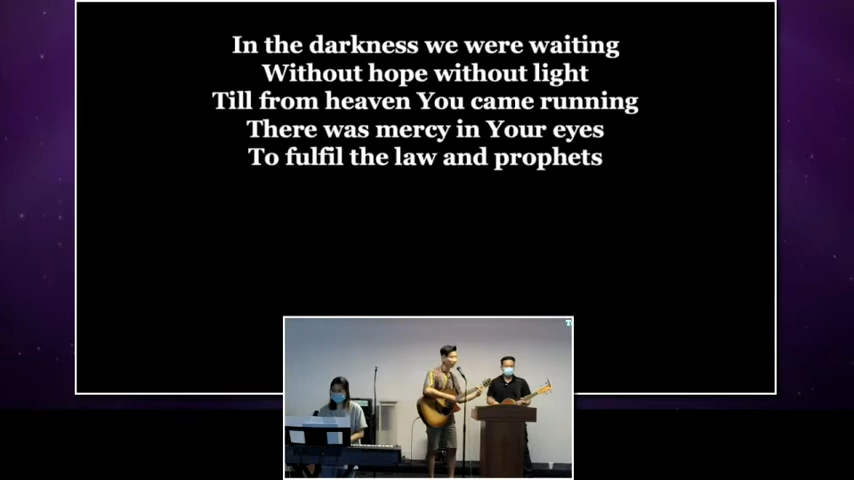 In the darkness we were waiting
Without hope without light
Till from heaven You came running
There was mercy in Your eyes
To fulfil the law and prophets